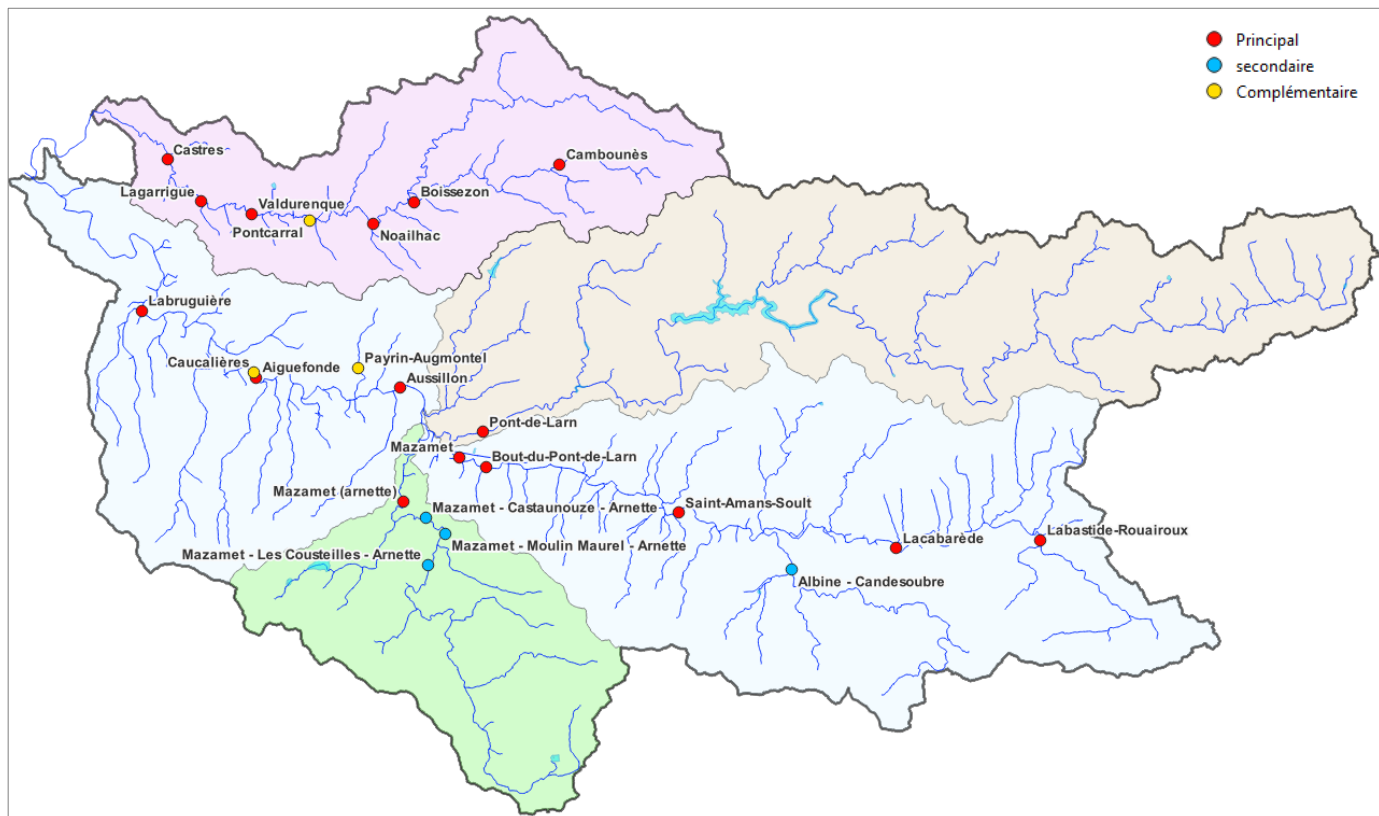 Principal
secondaire
Complémentaire
Castres
Cambounès
Lagarrigue
Boissezon
Valdurenque
Pontcarral
Noailhac
Labruguière
Caucalières
Payrin-Augmontel
Aiguefonde
Aussillon
Pont-de-Larn
Mazamet
Bout-du-Pont-de-Larn
Mazamet (arnette)
Mazamet - Castaunouze - Arnette
Saint-Amans-Soult
Labastide-Rouairoux
Lacabarède
Mazamet - Moulin Maurel - Arnette
Mazamet - Les Cousteilles - Arnette
Albine - Candesoubre